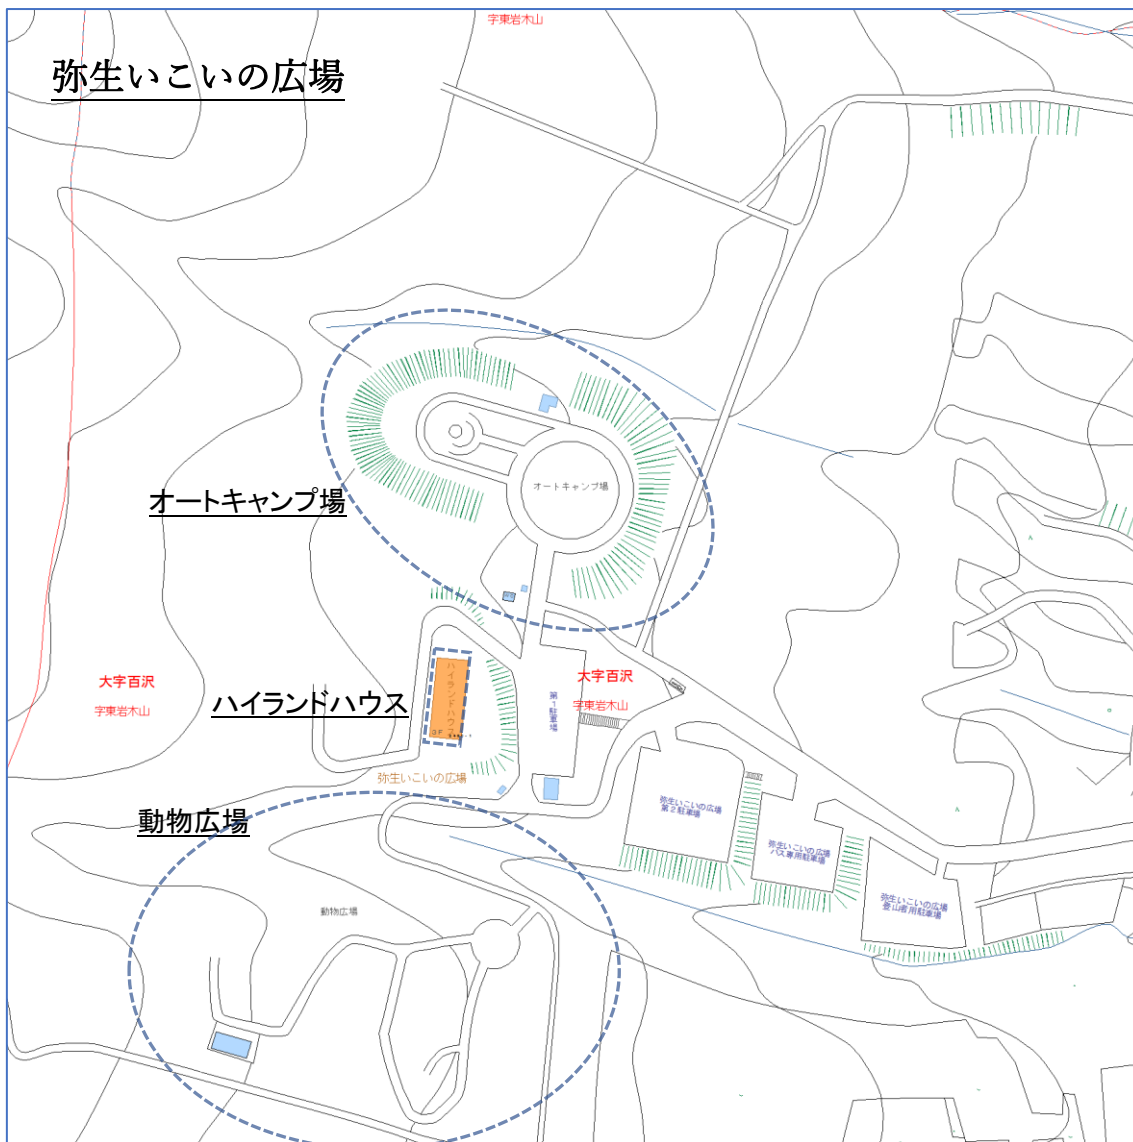 字東岩木山
弥生いこいの広場
オートキャンプ場
オートキャンプ場
大字百沢
字東岩木山
ハイランドハウス
ハイランドハウス
第1駐車場
大字百沢
字東岩木山
弥生いこいの広場
弥生いこいの広場
第2駐車場
弥生いこいの広場
バス専用駐車場
弥生いこいの広場
登山者用駐車場
動物広場
動物広場